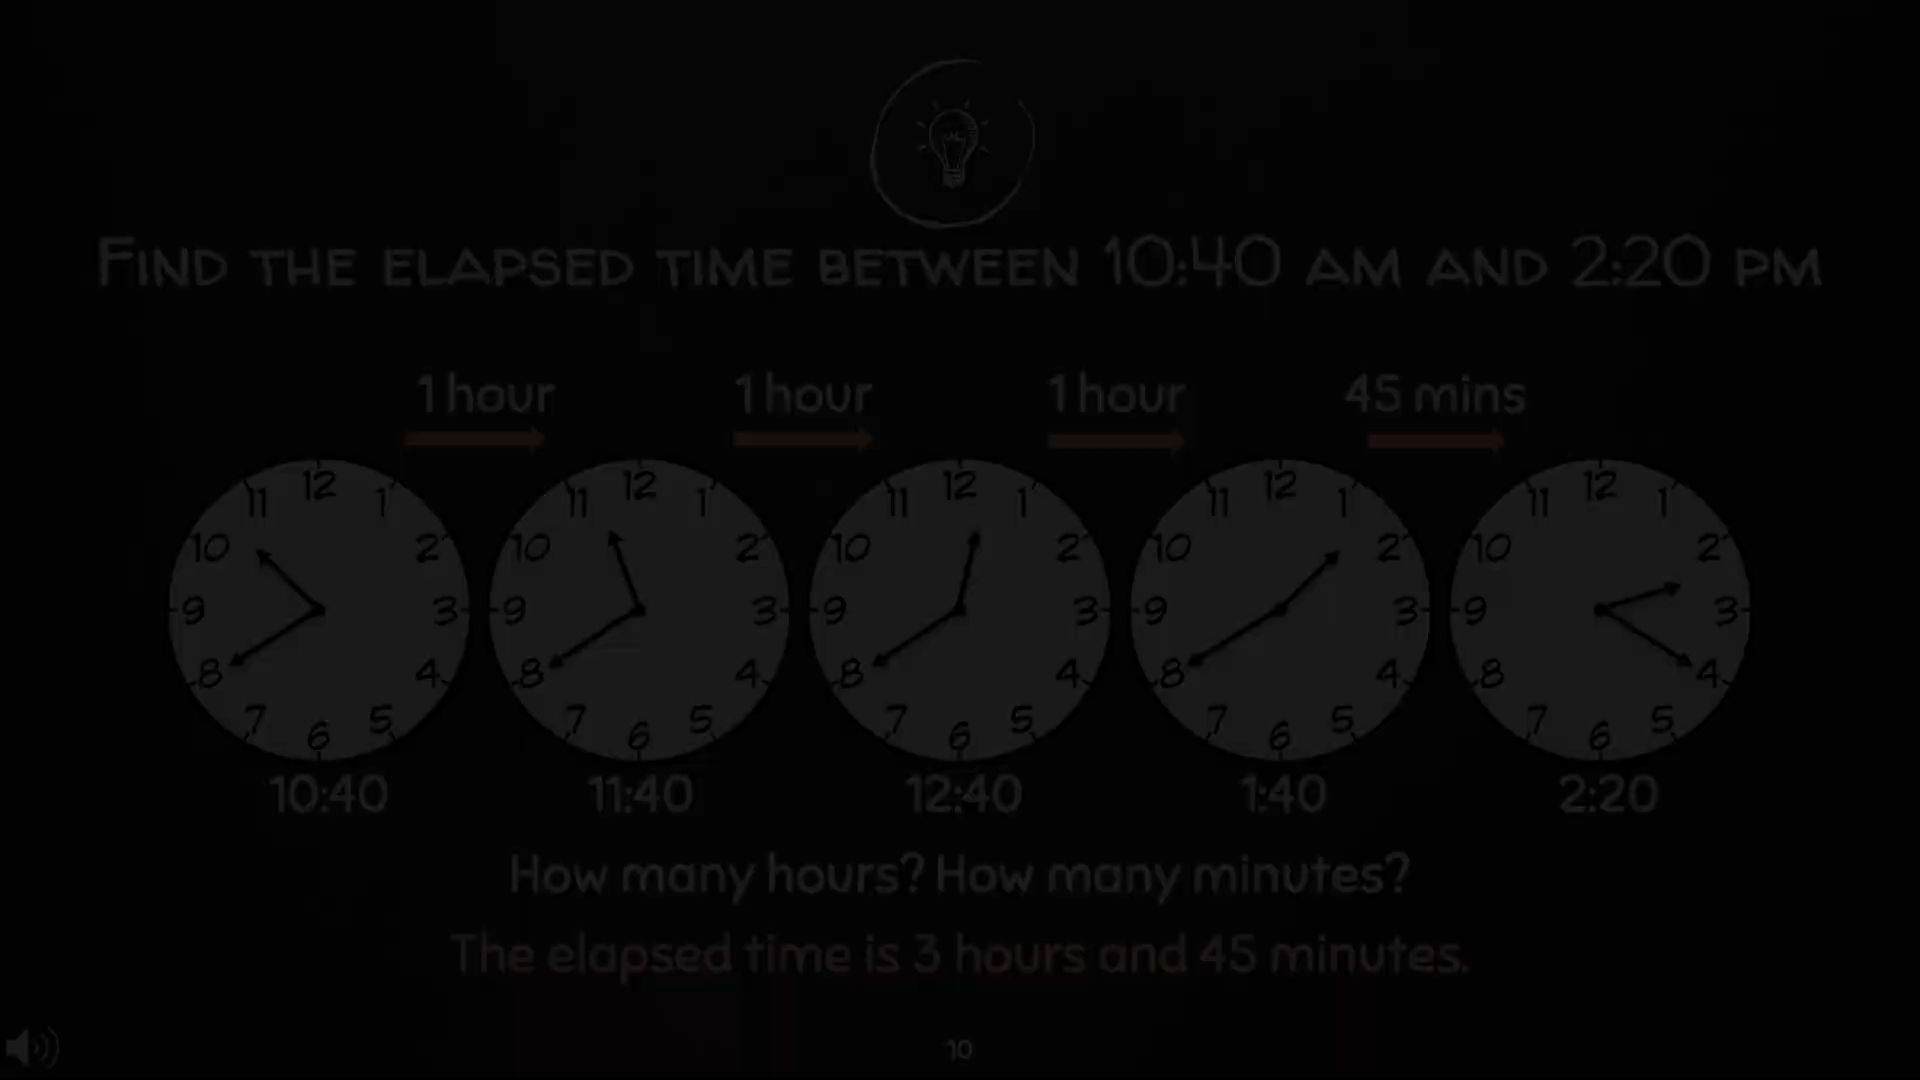 FIND THE ELAPSED TIME BETWEEN 10:40 AM AND 2:20 PM
1 hour 1 hour 1 hour 45 mins
12 1 2 3 4 5 6 7 8 9 10 11
12 1 2 3 4 5 6 7 8 9 10 11
12 1 2 3 4 5 6 7 8 9 10 11
12 1 2 3 4 5 6 7 8 9 10 11
12 1 2 3 4 5 6 7 8 9 10 11
10:40 11:40 12:40 1:40 2:20
How many hours? How many minutes?
The elapsed time is 3 hours and 45 minutes.
10